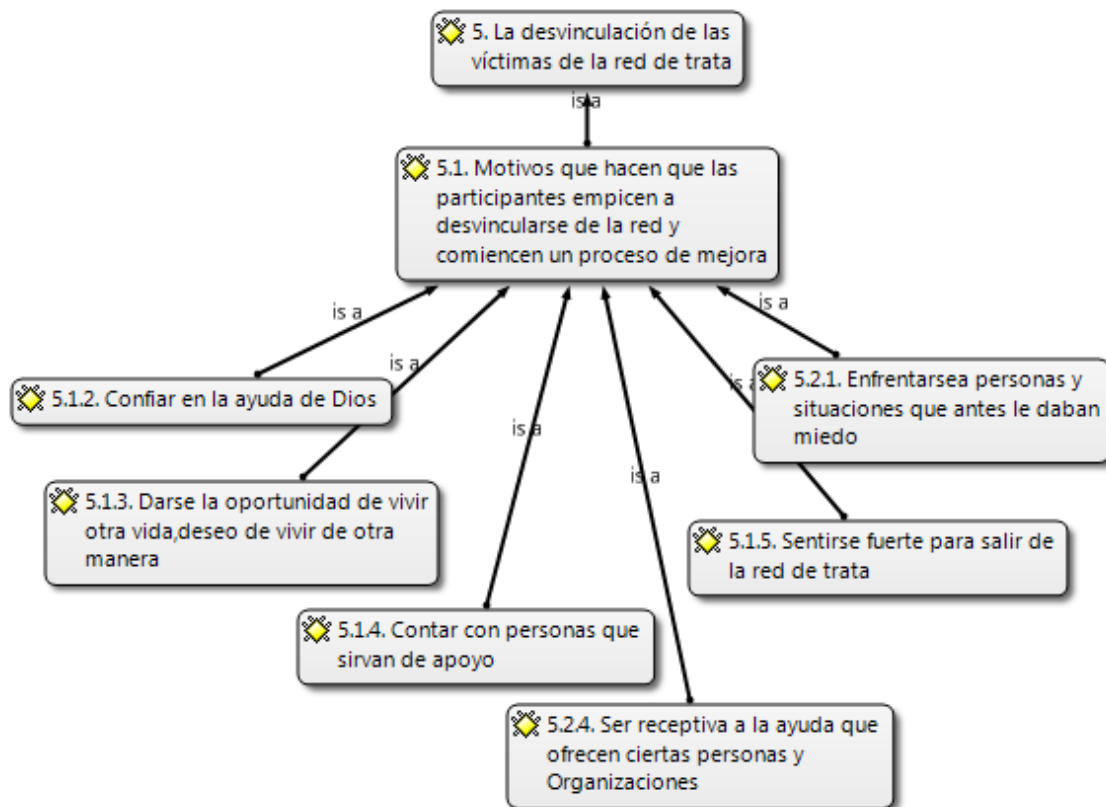 5. La desvinculación de las
víctimas de la red de trata
is a
5.1. Motivos que hacen que las
participantes empicen a
desvincularse de la red y
comiencen un proceso de mejora
is a
is a
is a
is a
is a
is a
5.1.2. Confiar en la ayuda de Dios
5.2.1. Enfrentarsea personas y
situaciones que antes le daban
miedo
5.1.3. Darse la oportunidad de vivir
otra vida,deseo de vivir de otra
manera
5.1.5. Sentirse fuerte para salir de
la red de trata
5.1.4. Contar con personas que
sirvan de apoyo
5.2.4. Ser receptiva a la ayuda que
ofrecen ciertas personas y
Organizaciones